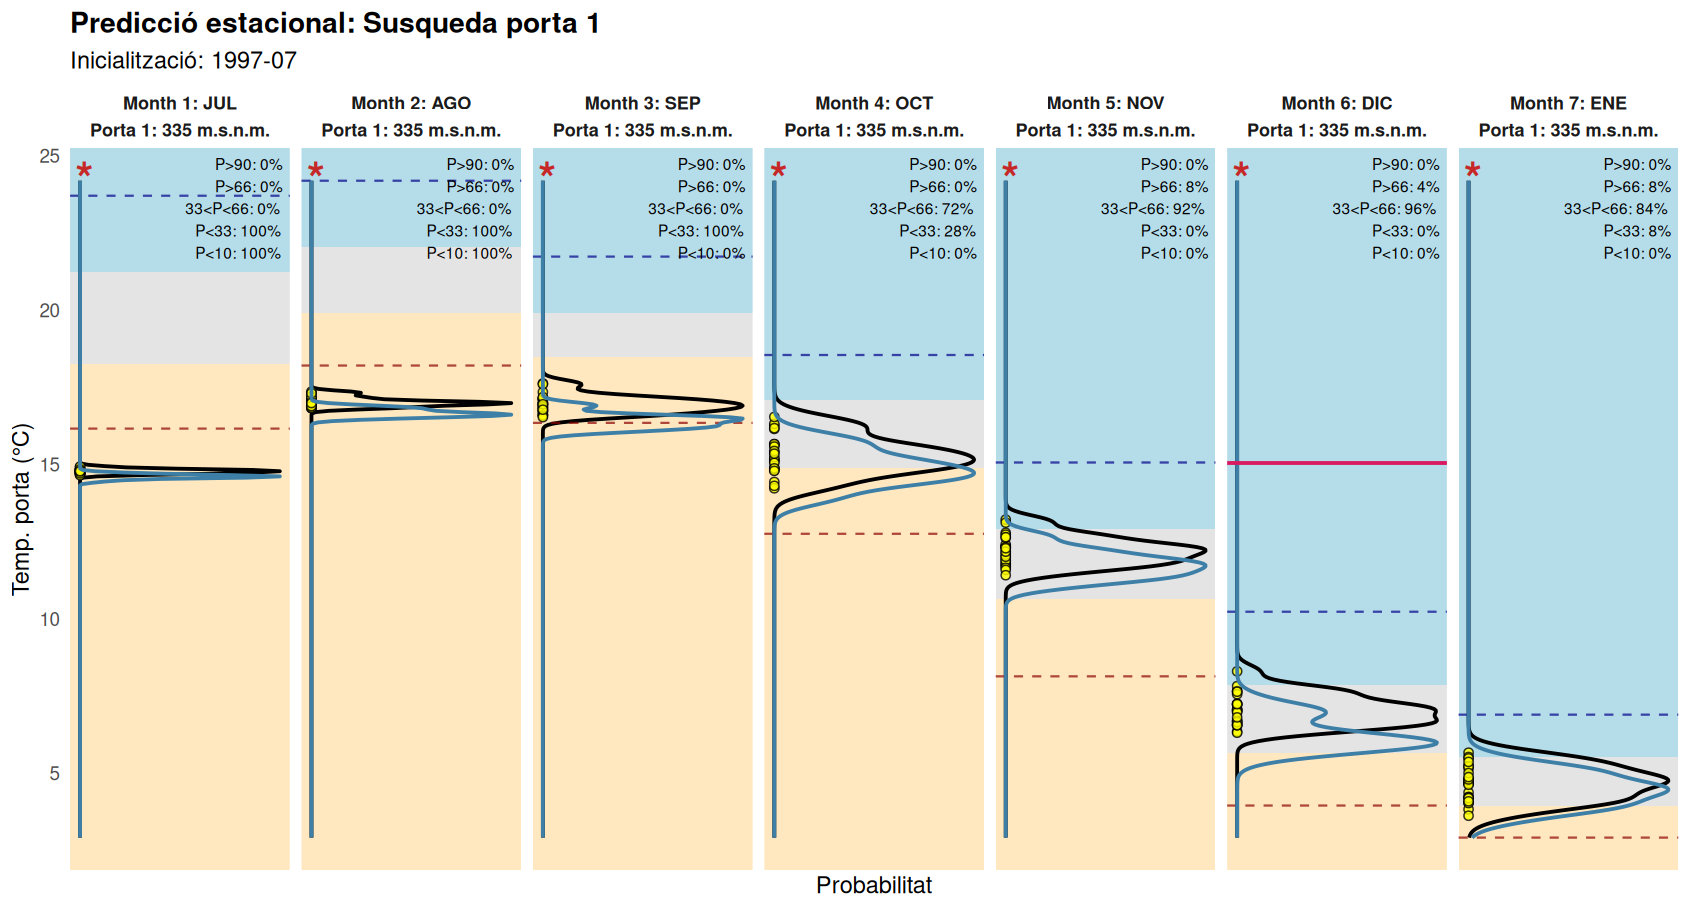 Predicció estacional: Susqueda porta 1
Inicialització: 1997-07
Month 1: JUL
Porta 1: 335 m.s.n.m.
Month 2: AGO
Porta 1: 335 m.s.n.m.
Month 3: SEP
Porta 1: 335 m.s.n.m.
Month 4: OCT
Porta 1: 335 m.s.n.m.
Month 5: NOV
Porta 1: 335 m.s.n.m.
Month 6: DIC
Porta 1: 335 m.s.n.m.
Month 7: ENE
Porta 1: 335 m.s.n.m.
Temp. porta (°C)
25
20
15
10
5
*
P>90: 0%
P>66: 0%
33<P<66: 0%
P<33: 100%
P<10: 100%
*
P>90: 0%
P>66: 0%
33<P<66: 0%
P<33: 100%
P<10: 100%
*
P>90: 0%
P>66: 0%
33<P<66: 0%
P<33: 100%
P<10: 0%
*
P>90: 0%
P>66: 0%
33<P<66: 72%
P<33: 28%
P<10: 0%
*
P>90: 0%
P>66: 8%
33<P<66: 92%
P<33: 0%
P<10: 0%
*
P>90: 0%
P>66: 4%
33<P<66: 96%
P<33: 0%
P<10: 0%
*
P>90: 0%
P>66: 8%
33<P<66: 84%
P<33: 8%
P<10: 0%
Probabilitat